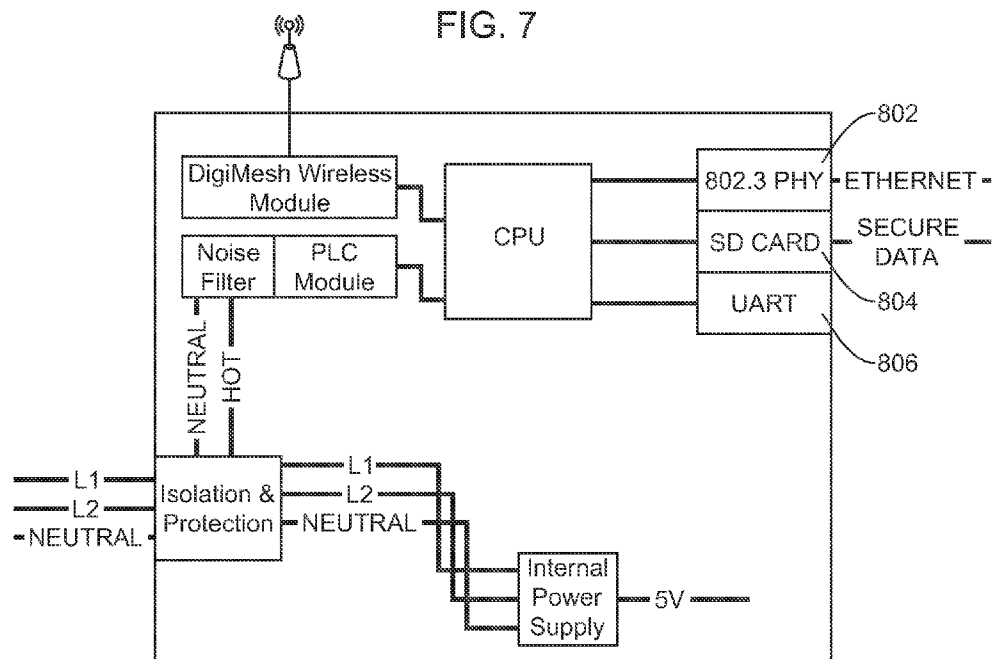 FIG. 7
802
DigiMesh Wireless
Module
802.3 PHY
ETHERNET
CPU
SD CARD
SECURE
DATA
Noise
Filter
PLC
Module
804
UART
806
NEUTRAL
HOT
L1
L2
NEUTRAL
Isolation &
Protection
L1
L2
NEUTRAL
Internal
Power
Supply
5V